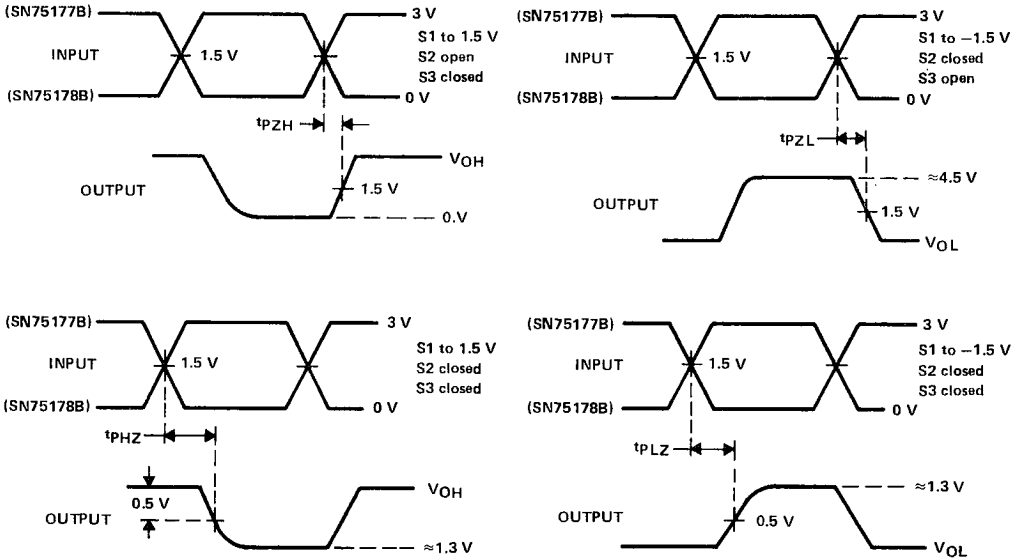 (SN75177B)
3 V
S1 to 1.5 V
INPUT
1.5 V
S2 open
S3 closed
(SN75178B)
0 V
tPZH
VOH
OUTPUT
1.5 V
0.V
(SN75177B)
3 V
S1 to −1.5 V
INPUT
1.5 V
S2 closed
S3 open
(SN75178B)
0 V
tPZL
≈4.5 V
OUTPUT
1.5 V
VOL
(SN75177B)
3 V
S1 to 1.5 V
INPUT
1.5 V
S2 closed
S3 closed
(SN75178B)
0 V
tPHZ
VOH
0.5 V
OUTPUT
≈1.3 V
(SN75177B)
3 V
S1 to −1.5 V
INPUT
1.5 V
S2 closed
S3 closed
(SN75178B)
0 V
tPLZ
≈1.3 V
OUTPUT
0.5 V
VOL